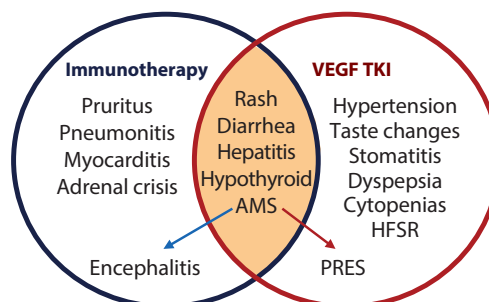 Immunotherapy
Pruritus
Pneumonitis
Myocarditis
Adrenal crisis
Encephalitis
Rash
Diarrhea
Hepatitis
Hypothyroid
AMS
VEGF TKI
Hypertension
Taste changes
Stomatitis
Dyspepsia
Cytopenias
HFSR
PRES